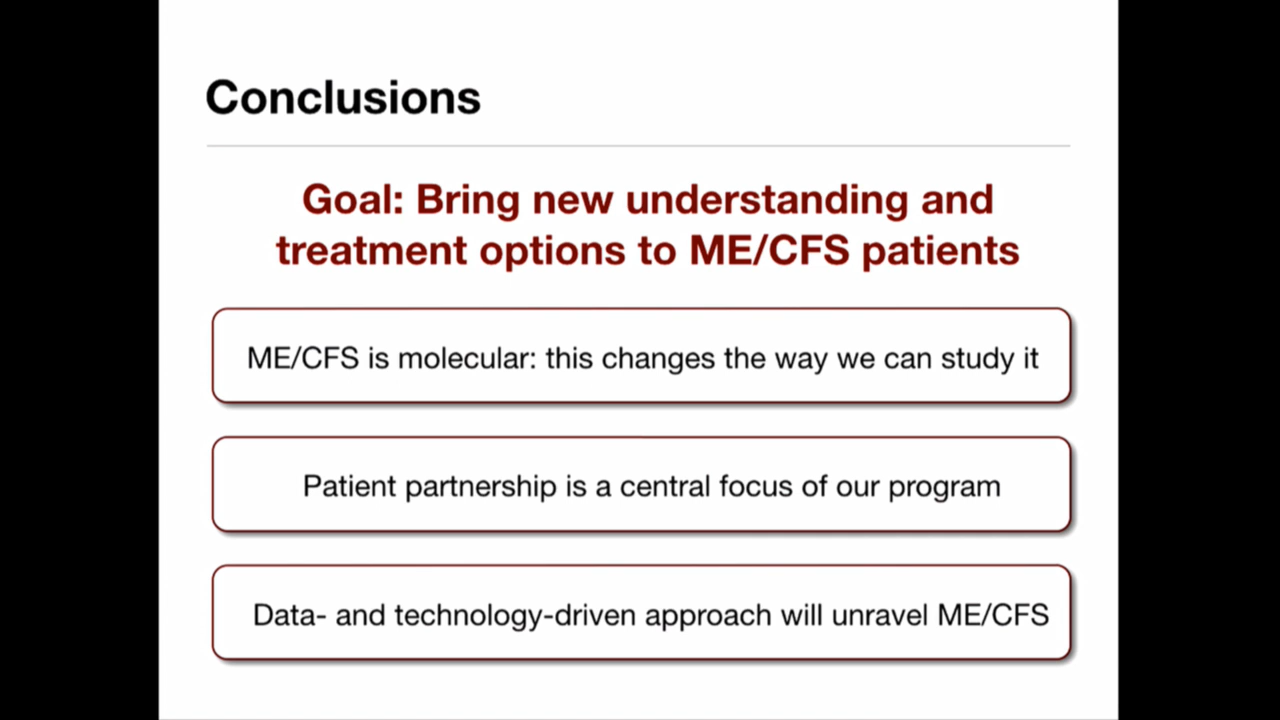 Conclusions
Goal: Bring new understanding and
treatment options to ME/CFS patients
ME/CFS is molecular: this changes the way we can study it
Patient partnership is a central focus of our program
Data- and technology-driven approach will unravel ME/CFS